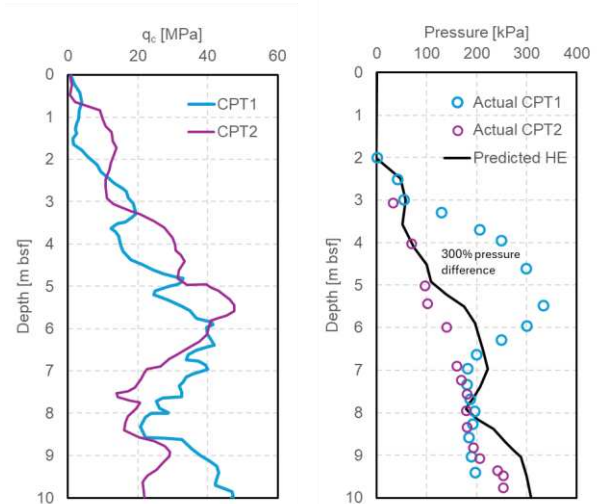 q꜀ [MPa]
0 20 40 60
0
1
2
3
4
5
6
7
8
9
10
Depth [m bsf]
CPT1
CPT2
Pressure [kPa]
0 100 200 300 400
0
1
2
3
4
5
6
7
8
9
10
Depth [m bsf]
Actual CPT1
Actual CPT2
Predicted HE
300% pressure
difference